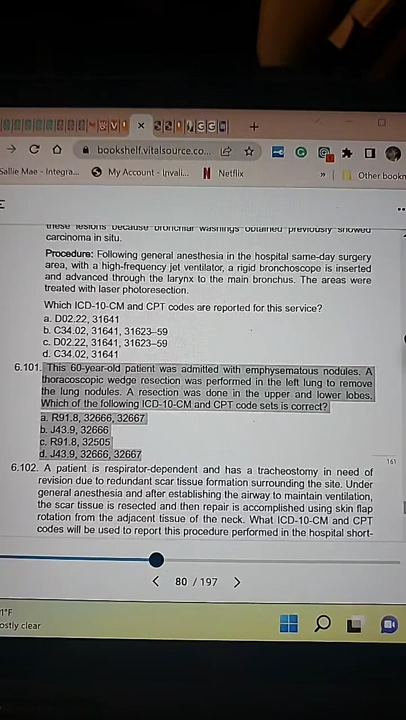 bookshelf.vitalsource.co...
Sallie Mae - Integra...
My Account - Invali...
Netflix
»
Other bookn
these lesions because bronchial washings obtained previously showed
carcinoma in situ.
Procedure: Following general anesthesia in the hospital same-day surgery
area, with a high-frequency jet ventilator, a rigid bronchoscope is inserted
and advanced through the larynx to the main bronchus. The areas were
treated with laser photoresection.
Which ICD-10-CM and CPT codes are reported for this service?
a. D02.22, 31641
b. C34.02, 31641, 31623–59
c. D02.22, 31641, 31623–59
d. C34.02, 31641
6.101. This 60-year-old patient was admitted with emphysematous nodules. A
thoracoscopic wedge resection was performed in the left lung to remove
the lung nodules. A resection was done in the upper and lower lobes.
Which of the following ICD-10-CM and CPT code sets is correct?
a. R91.8, 32666, 32667
b. J43.9, 32666
c. R91.8, 32505
d. J43.9, 32666, 32667
161
6.102. A patient is respirator-dependent and has a tracheostomy in need of
revision due to redundant scar tissue formation surrounding the site. Under
general anesthesia and after establishing the airway to maintain ventilation,
the scar tissue is resected and then repair is accomplished using skin flap
rotation from the adjacent tissue of the neck. What ICD-10-CM and CPT
codes will be used to report this procedure performed in the hospital short-
< 80 / 197 >
1°F
ostly clear